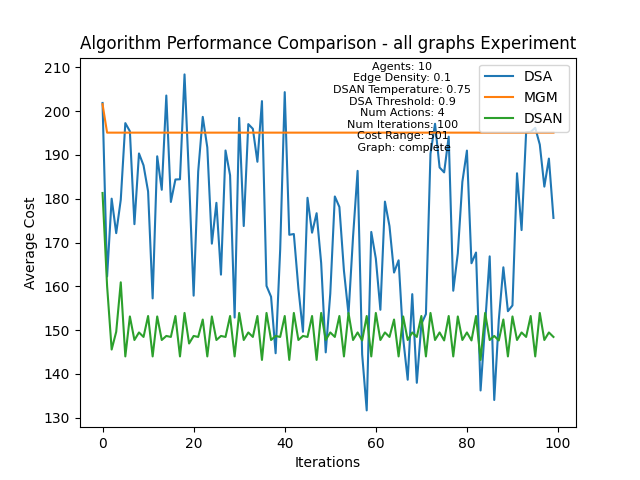 Algorithm Performance Comparison - all graphs Experiment
Agents: 10
Edge Density: 0.1
DSAN Temperature: 0.75
DSA Threshold: 0.9
Num Actions: 4
Num Iterations: 100
Cost Range: 501
Graph: complete
DSA
MGM
DSAN
Average Cost
210
200
190
180
170
160
150
140
130
0
20
40
60
80
100
Iterations